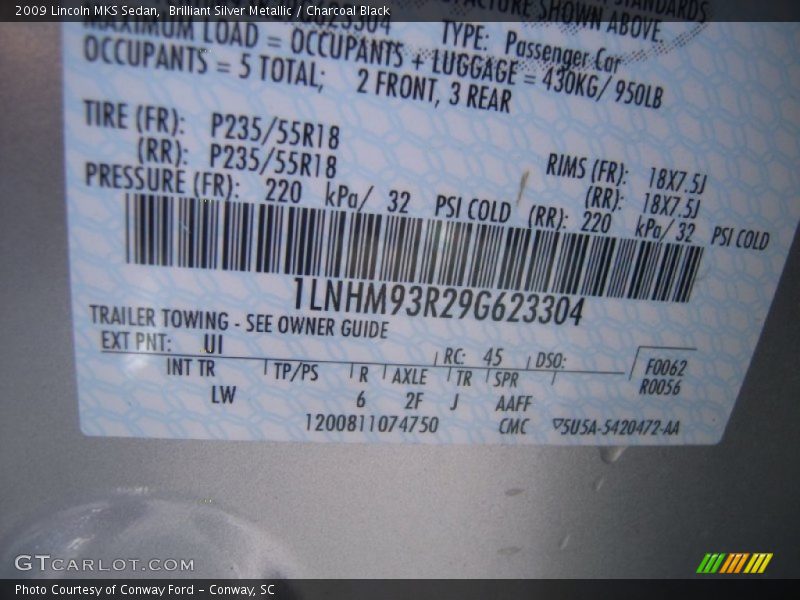 2009 Lincoln MKS Sedan, Brilliant Silver Metallic / Charcoal Black
STANDARDS
SHOWN ABOVE
TYPE: Passenger Car
MAXIMUM LOAD = OCCUPANTS + LUGGAGE = 430KG/ 950LB
OCCUPANTS = 5 TOTAL; 2 FRONT, 3 REAR
TIRE (FR): P235/55R18 RIMS (FR): 18X7.5J
(RR): P235/55R18 (RR): 18X7.5J
PRESSURE (FR): 220 kPa/ 32 PSI COLD (RR): 220 kPa/ 32 PSI COLD
1LNHM93R29G623304
TRAILER TOWING - SEE OWNER GUIDE
EXT PNT: UI RC: 45 DSO: F0062
INT TR TP/PS R AXLE TR SPR R0056
LW 6 2F J AAFF
1200811074750 CMC ▽5U5A-5420472-AA
GTCARLOT.COM
Photo Courtesy of Conway Ford – Conway, SC